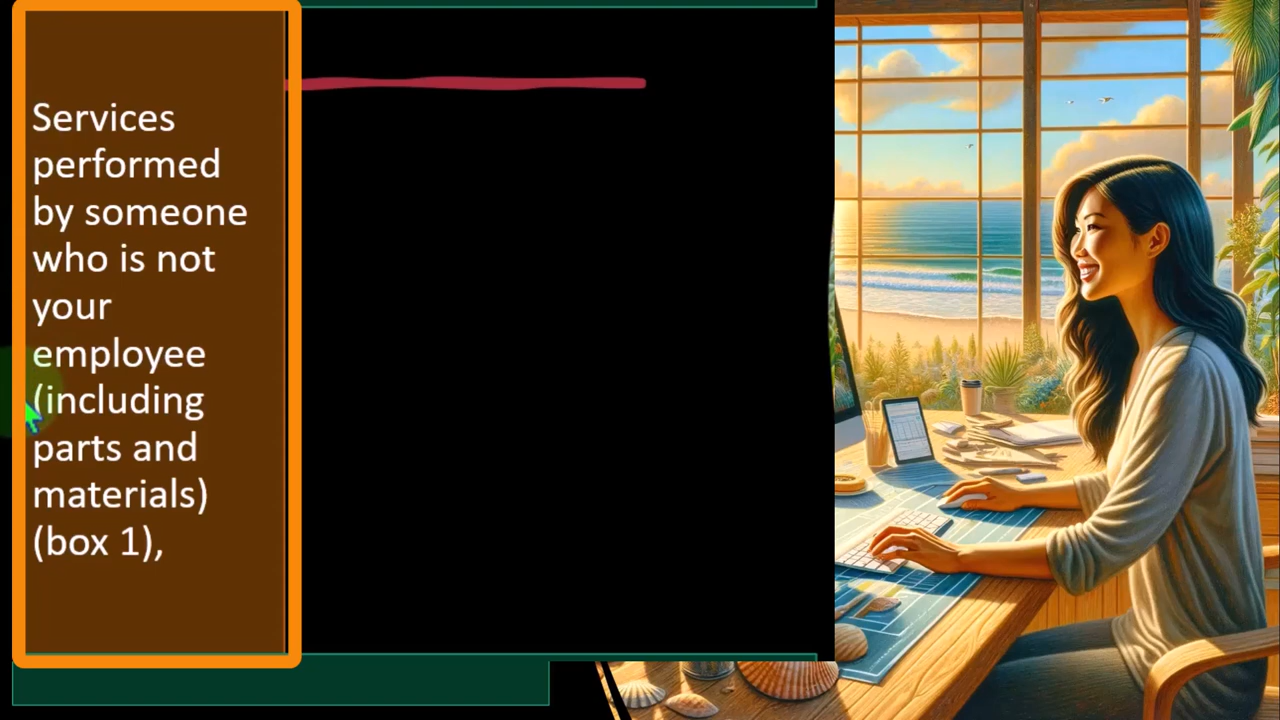 Services
performed
by someone
who is not
your
employee
(including
parts and
materials)
(box 1),